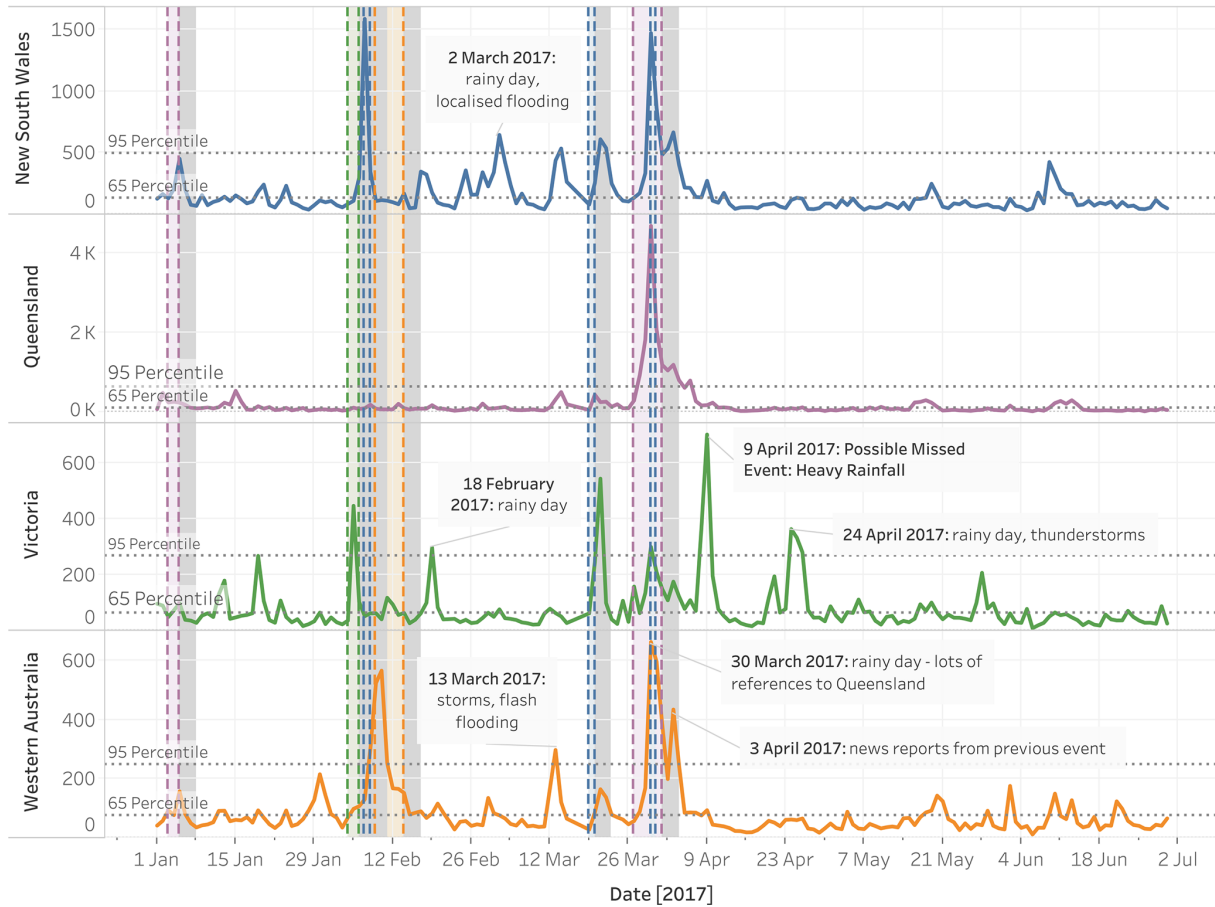 New South Wales
1500
1000
500
0
95 Percentile
65 Percentile
2 March 2017:
rainy day,
localised flooding
Queensland
4 K
2 K
0 K
95 Percentile
65 Percentile
Victoria
600
400
200
0
95 Percentile
65 Percentile
18 February
2017: rainy day
9 April 2017: Possible Missed
Event: Heavy Rainfall
24 April 2017: rainy day, thunderstorms
Western Australia
600
400
200
0
95 Percentile
65 Percentile
13 March 2017:
storms, flash
flooding
30 March 2017: rainy day - lots of
references to Queensland
3 April 2017: news reports from previous event
1 Jan 15 Jan 29 Jan 12 Feb 26 Feb 12 Mar 26 Mar 9 Apr 23 Apr 7 May 21 May 4 Jun 18 Jun 2 Jul
Date [2017]